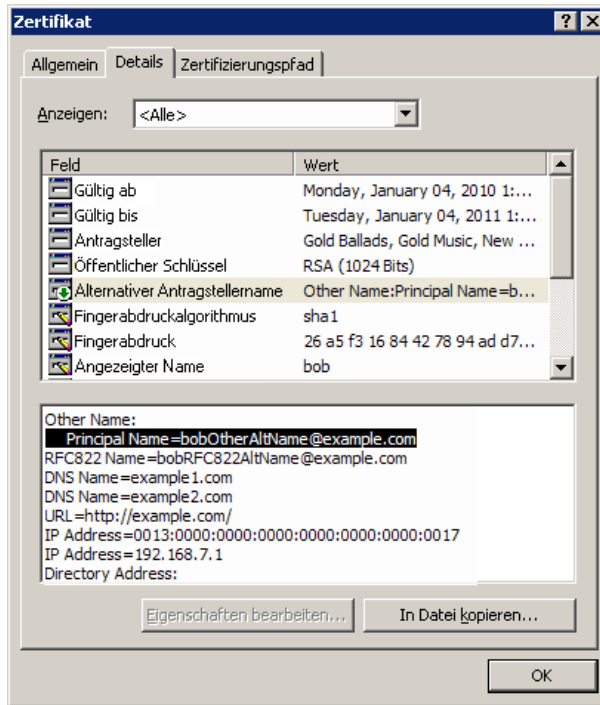 Zertifikat
Allgemein Details Zertifizierungspfad
Anzeigen: <Alle>
Feld Wert
Gültig ab Monday, January 04, 2010 1:...
Gültig bis Tuesday, January 04, 2011 1:...
Antragsteller Gold Ballads, Gold Music, New ...
Öffentlicher Schlüssel RSA (1024 Bits)
Alternativer Antragstellername Other Name:Principal Name=b...
Fingerabdruckalgorithmus sha1
Fingerabdruck 26 a5 f3 16 84 42 78 94 ad d7...
Angezeigter Name bob
Other Name:
Principal Name=bobOtherAltName@example.com
RFC822 Name=bobRFC822AltName@example.com
DNS Name=example1.com
DNS Name=example2.com
URL=http://example.com/
IP Address=0013:0000:0000:0000:0000:0000:0000:0017
IP Address=192.168.7.1
Directory Address:
Eigenschaften bearbeiten... In Datei kopieren...
OK